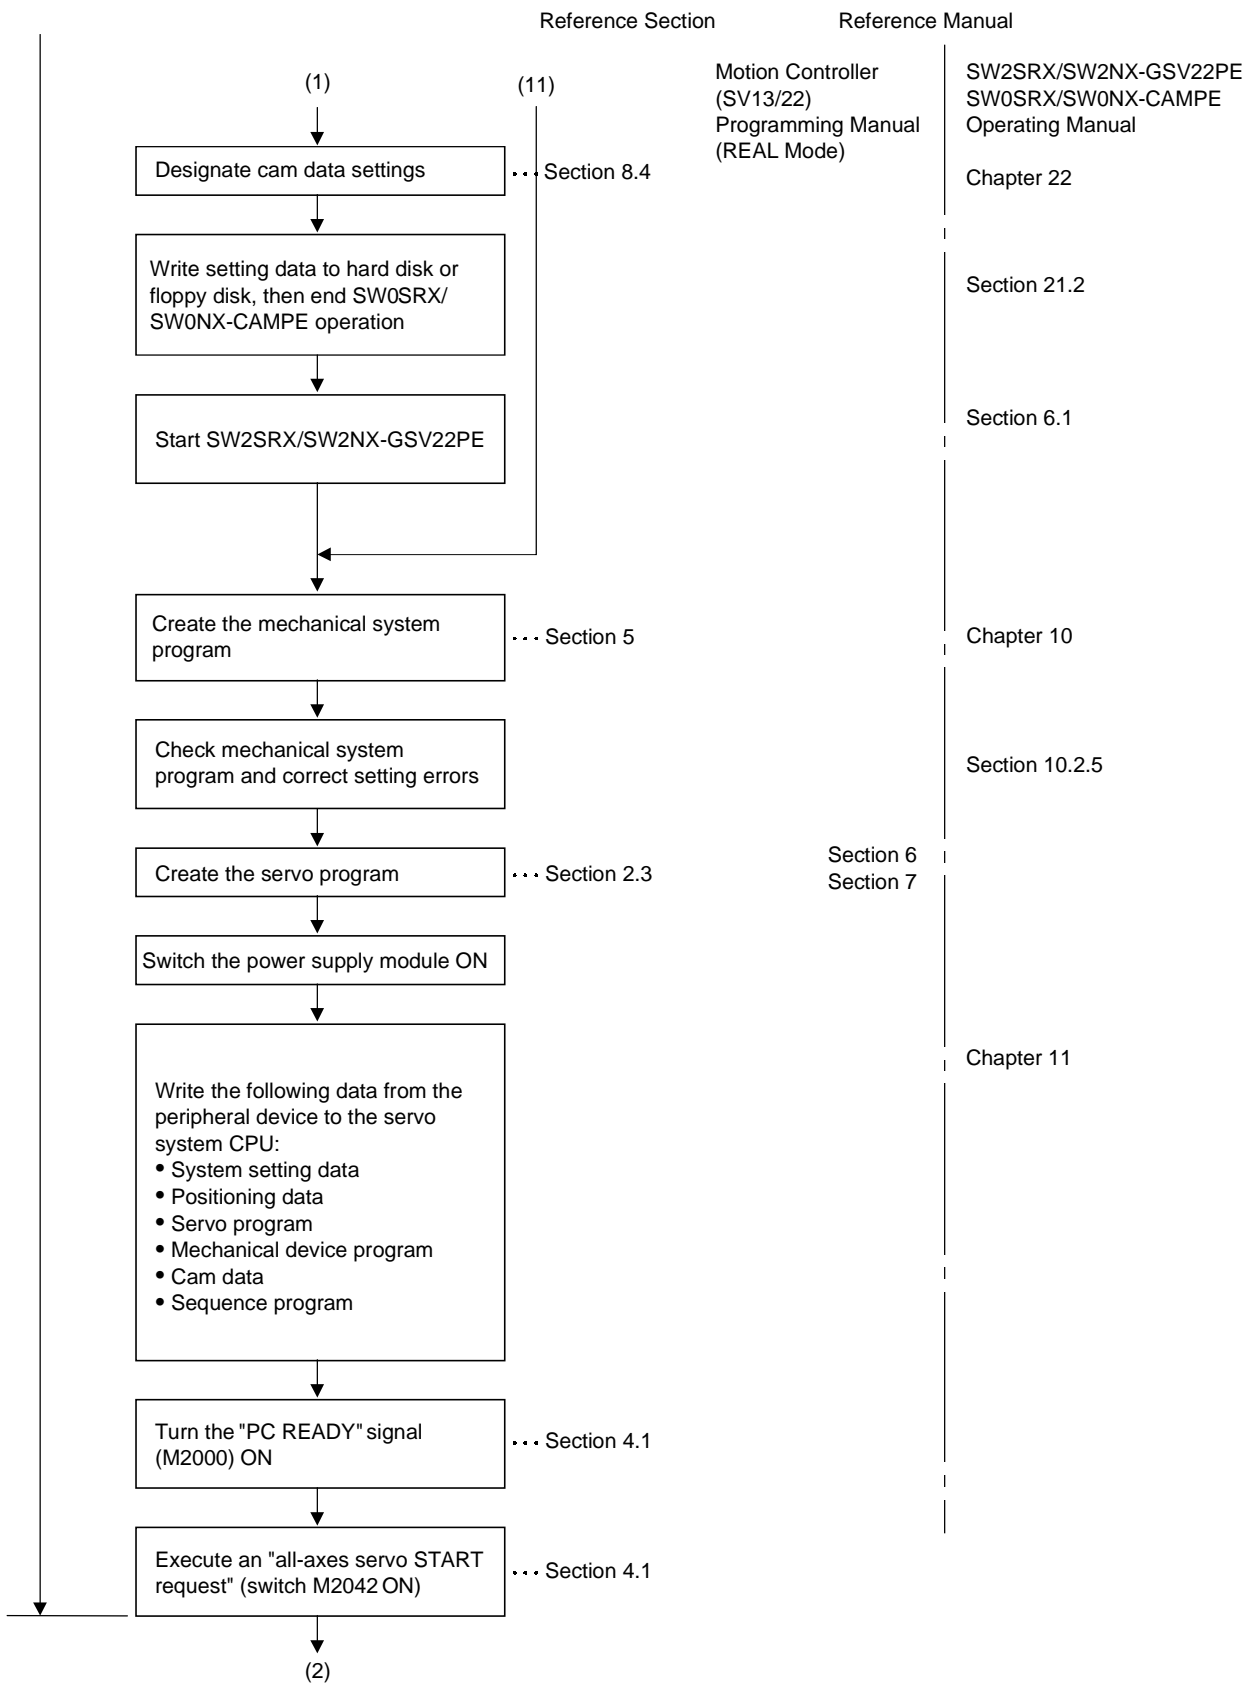 Reference Section
Reference Manual
Motion Controller
(SV13/22)
Programming Manual
(REAL Mode)
SW2SRX/SW2NX-GSV22PE
SW0SRX/SW0NX-CAMPE
Operating Manual
(1)
(11)
Designate cam data settings
Section 8.4
Chapter 22
Write setting data to hard disk or
floppy disk, then end SW0SRX/
SW0NX-CAMPE operation
Section 21.2
Start SW2SRX/SW2NX-GSV22PE
Section 6.1
Create the mechanical system
program
Section 5
Chapter 10
Check mechanical system
program and correct setting errors
Section 10.2.5
Create the servo program
Section 2.3
Section 6
Section 7
Switch the power supply module ON
Write the following data from the
peripheral device to the servo
system CPU:
• System setting data
• Positioning data
• Servo program
• Mechanical device program
• Cam data
• Sequence program
Chapter 11
Turn the "PC READY" signal
(M2000) ON
Section 4.1
Execute an "all-axes servo START
request" (switch M2042 ON)
Section 4.1
(2)